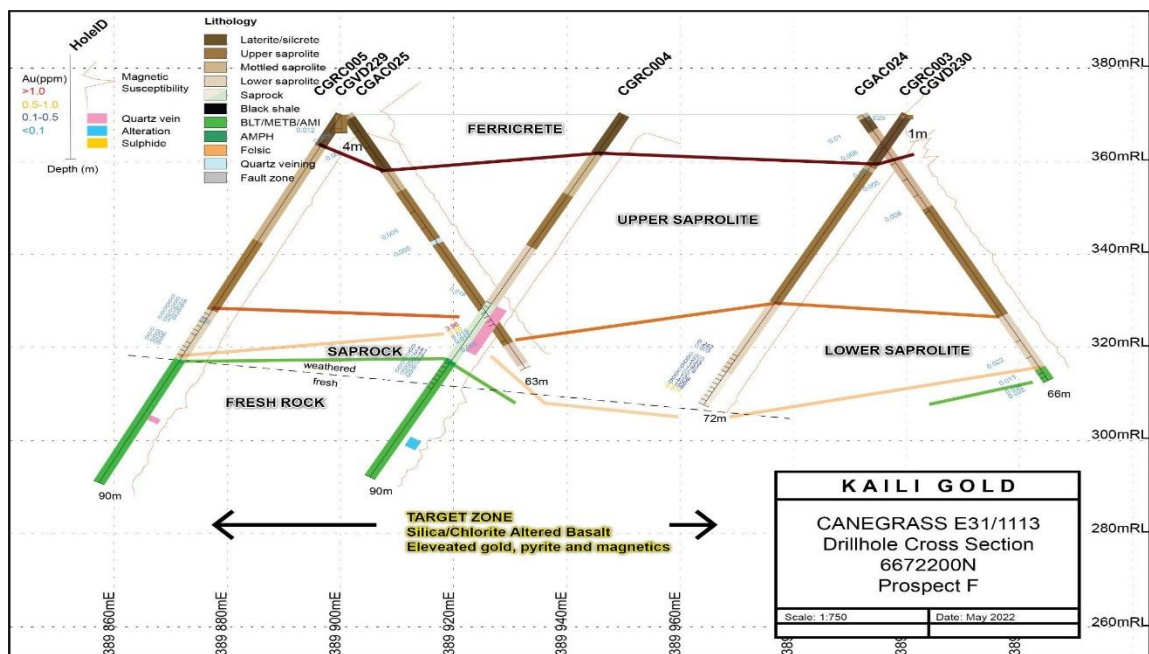 HoleID
Au(ppm)
>1.0
0.5-1.0
0.1-0.5
<0.1
Depth (m)
Magnetic
Susceptibility
Quartz vein
Alteration
Sulphide
Lithology
Laterite/silcrete
Upper saprolite
Mottled saprolite
Lower saprolite
Saprock
Black shale
BLT/METB/AMI
AMPH
Felsic
Quartz veining
Fault zone
CGRC005
CGVD229
CGAC025
CGRC004
CGAC024
CGRC003
CGVD230
380mRL
360mRL
340mRL
320mRL
300mRL
280mRL
260mRL
4m
1m
FERRICRETE
UPPER SAPROLITE
SAPROCK
LOWER SAPROLITE
weathered
fresh
FRESH ROCK
63m
72m
66m
90m
90m
TARGET ZONE
Silica/Chlorite Altered Basalt
Eleveated gold, pyrite and magnetics
KAILI GOLD
CANEGRASS E31/1113
Drillhole Cross Section
6672200N
Prospect F
Scale: 1:750
Date: May 2022
389 860mE
389 880mE
389 900mE
389 920mE
389 940mE
389 960mE